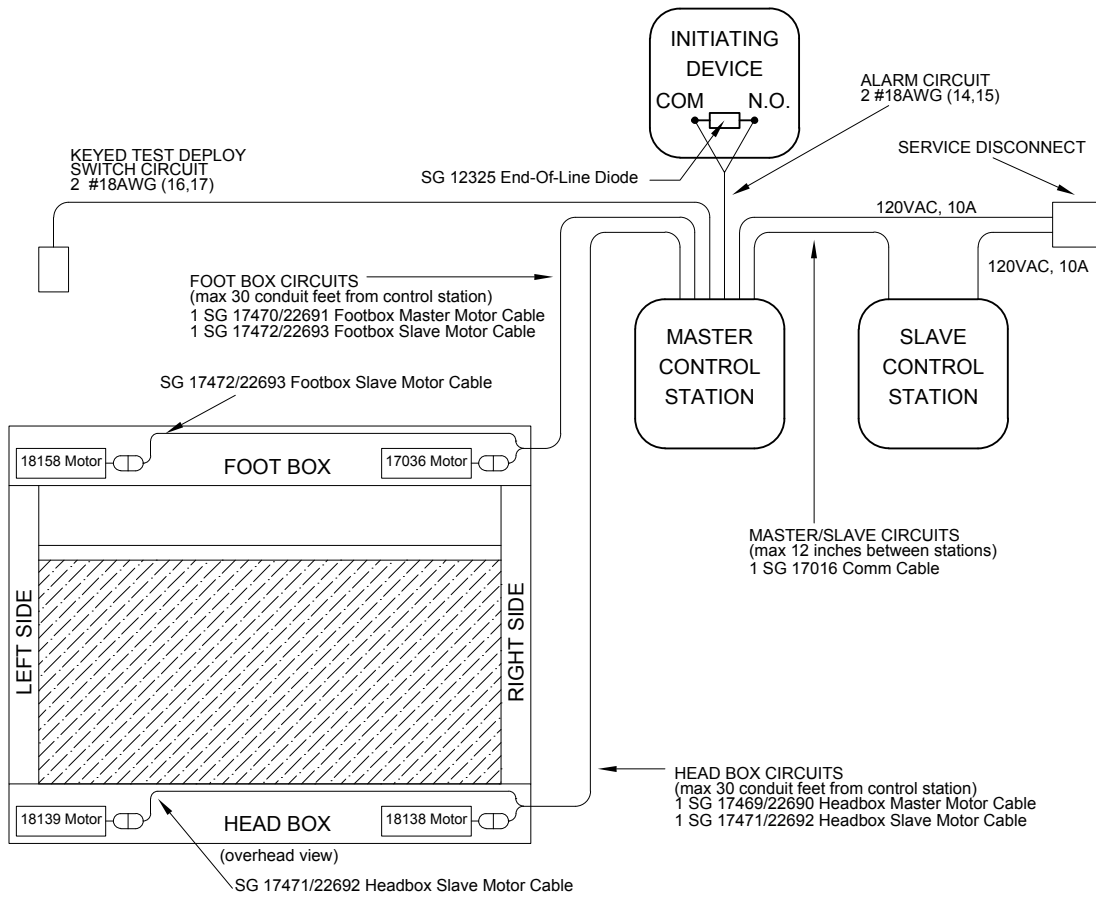 INITIATING
DEVICE
COM N.O.
ALARM CIRCUIT
2 #18AWG (14,15)
SERVICE DISCONNECT
KEYED TEST DEPLOY
SWITCH CIRCUIT
2 #18AWG (16,17)
SG 12325 End-Of-Line Diode
120VAC, 10A
120VAC, 10A
FOOT BOX CIRCUITS
(max 30 conduit feet from control station)
1 SG 17470/22691 Footbox Master Motor Cable
1 SG 17472/22693 Footbox Slave Motor Cable
MASTER
CONTROL
STATION
SLAVE
CONTROL
STATION
SG 17472/22693 Footbox Slave Motor Cable
18158 Motor
FOOT BOX
17036 Motor
MASTER/SLAVE CIRCUITS
(max 12 inches between stations)
1 SG 17016 Comm Cable
LEFT SIDE
RIGHT SIDE
HEAD BOX CIRCUITS
(max 30 conduit feet from control station)
1 SG 17469/22690 Headbox Master Motor Cable
1 SG 17471/22692 Headbox Slave Motor Cable
18139 Motor
HEAD BOX
18138 Motor
(overhead view)
SG 17471/22692 Headbox Slave Motor Cable